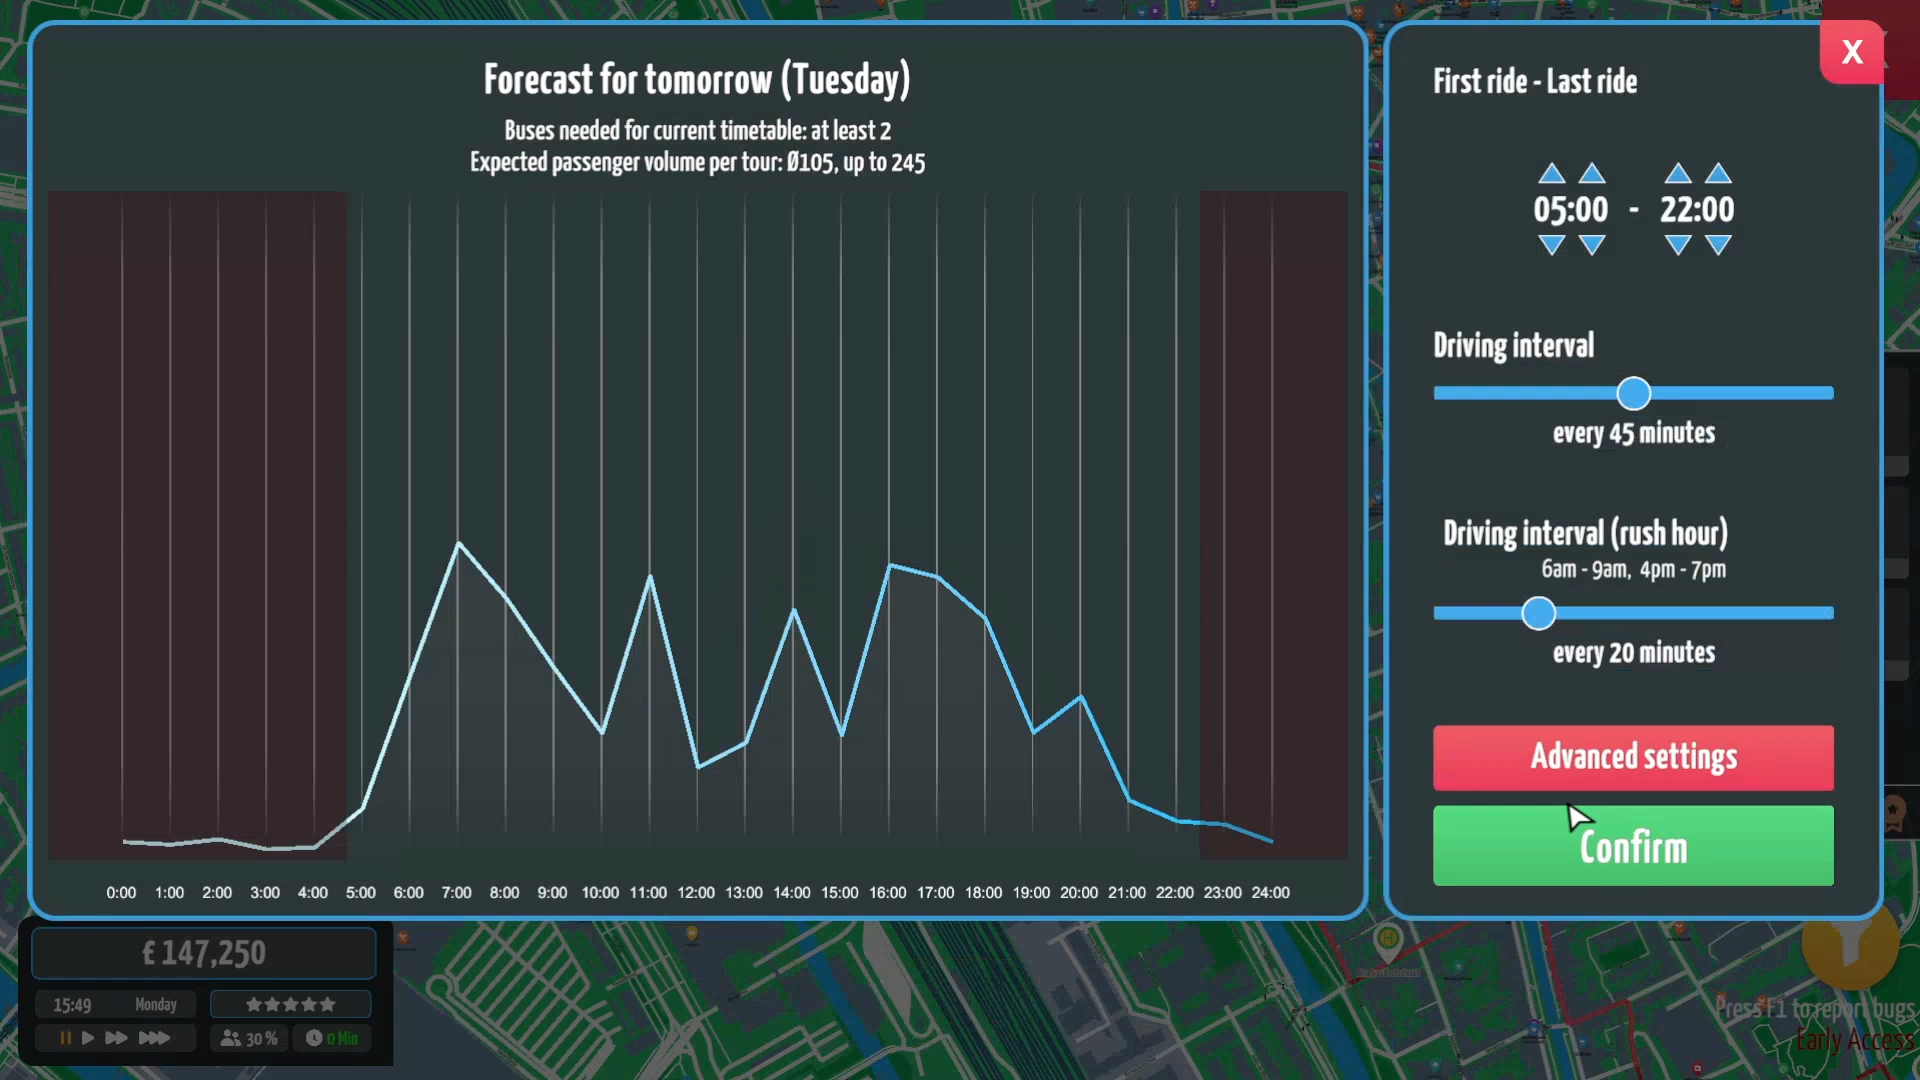 Forecast for tomorrow (Tuesday)
Buses needed for current timetable: at least 2
Expected passenger volume per tour: Ø105, up to 245
0:00 1:00 2:00 3:00 4:00 5:00 6:00 7:00 8:00 9:00 10:00 11:00 12:00 13:00 14:00 15:00 16:00 17:00 18:00 19:00 20:00 21:00 22:00 23:00 24:00
X
First ride - Last ride
05:00 - 22:00
Driving interval
every 45 minutes
Driving interval (rush hour)
6am - 9am, 4pm - 7pm
every 20 minutes
Advanced settings
Confirm
£ 147,250
15:49 Monday
30 % 0 Min
H
Press F1 to report bugs
Early Access